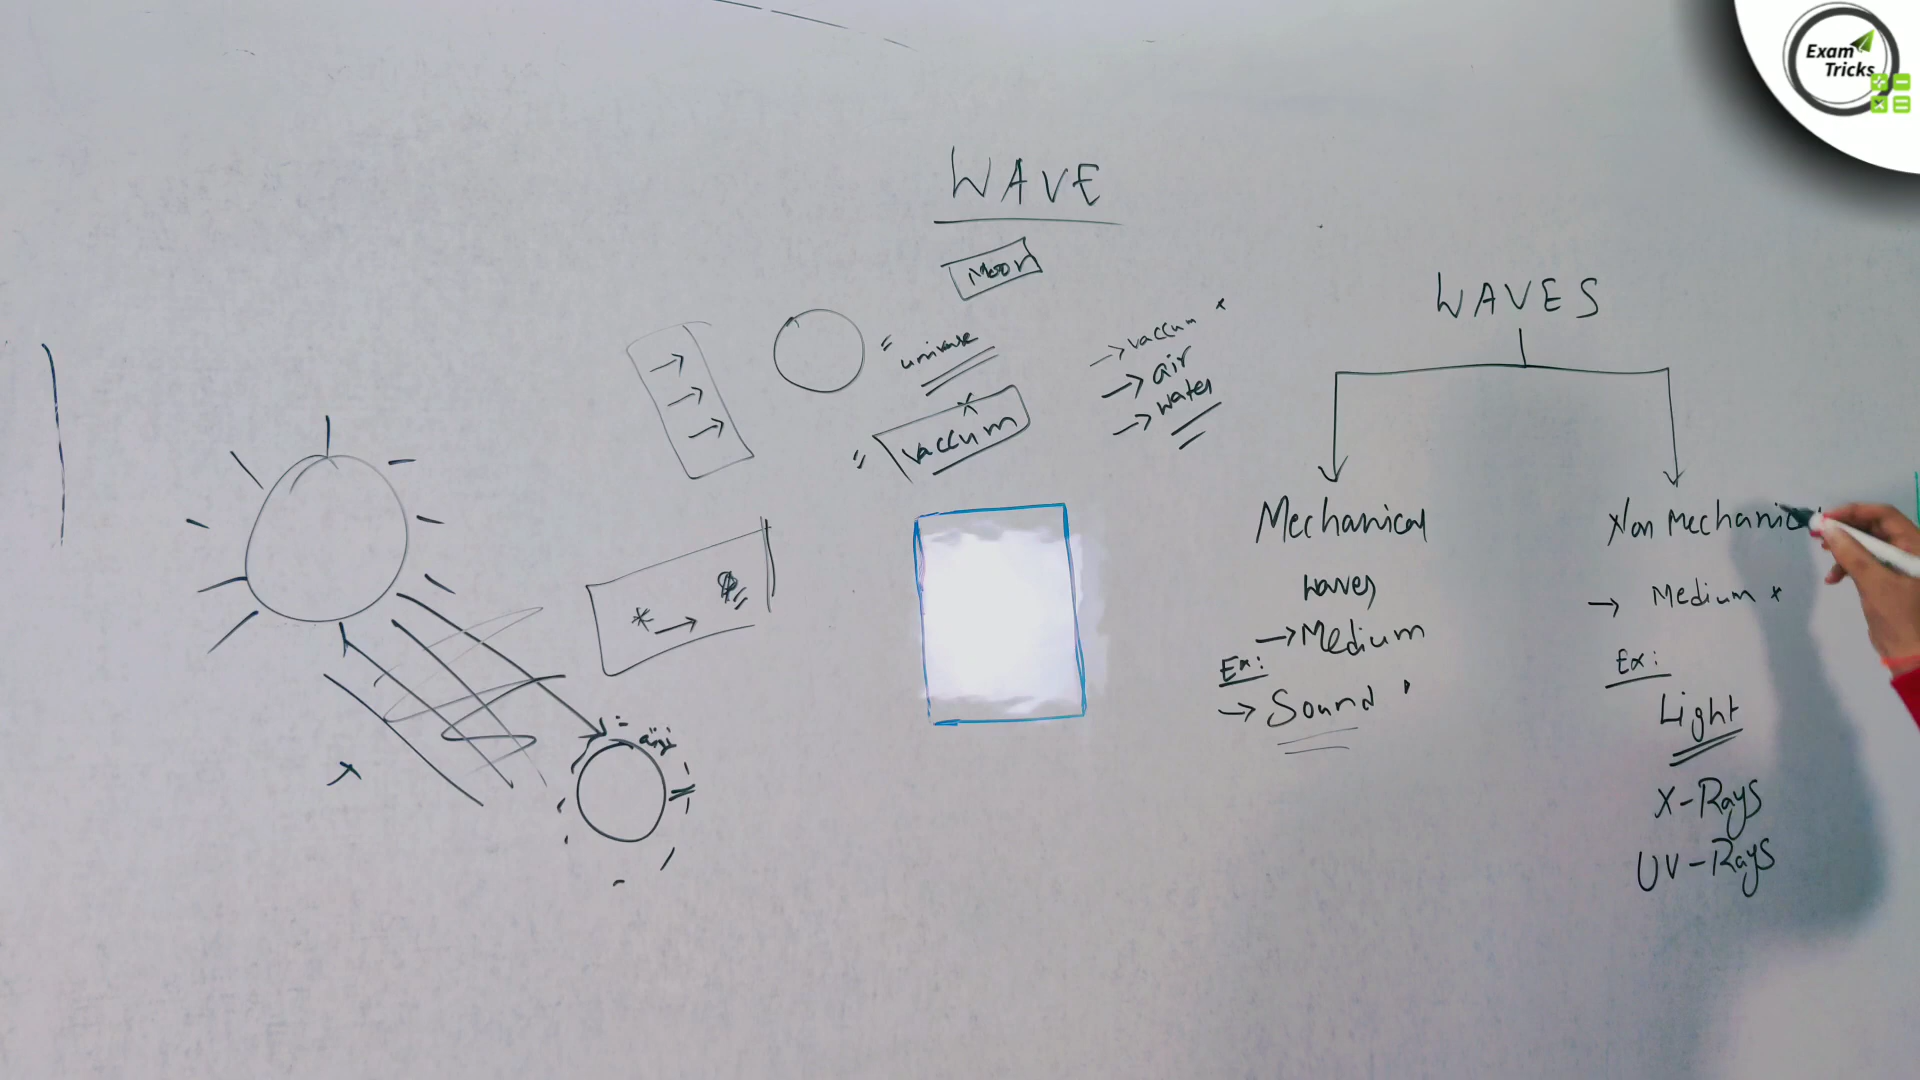 Exam
Tricks
WAVE
Moon
= universe
= vaccum
→ vaccum x
→ air
→ water
air
WAVES
Mechanical
waves
→ Medium
Ex:
→ Sound
Non Mechanic
→ Medium x
Ex:
Light
X-Rays
UV-Rays